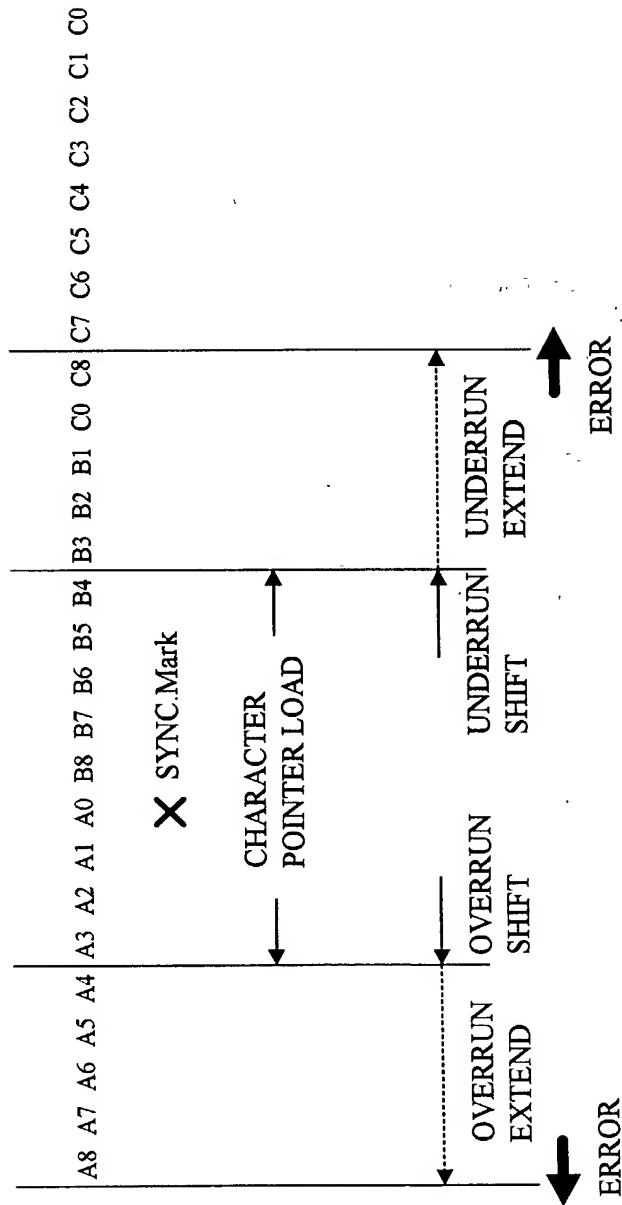 A8 A7 A6 A5 A4 A3 A2 A1 A0 B8 B7 B6 B5 B4 B3 B2 B1 C0 C8 C7 C6 C5 C4 C3 C2 C1 C0
SYNC.Mark
CHARACTER
POINTER LOAD
OVERRUN
EXTEND
OVERRUN
SHIFT
UNDERRUN
SHIFT
UNDERRUN
EXTEND
ERROR
ERROR